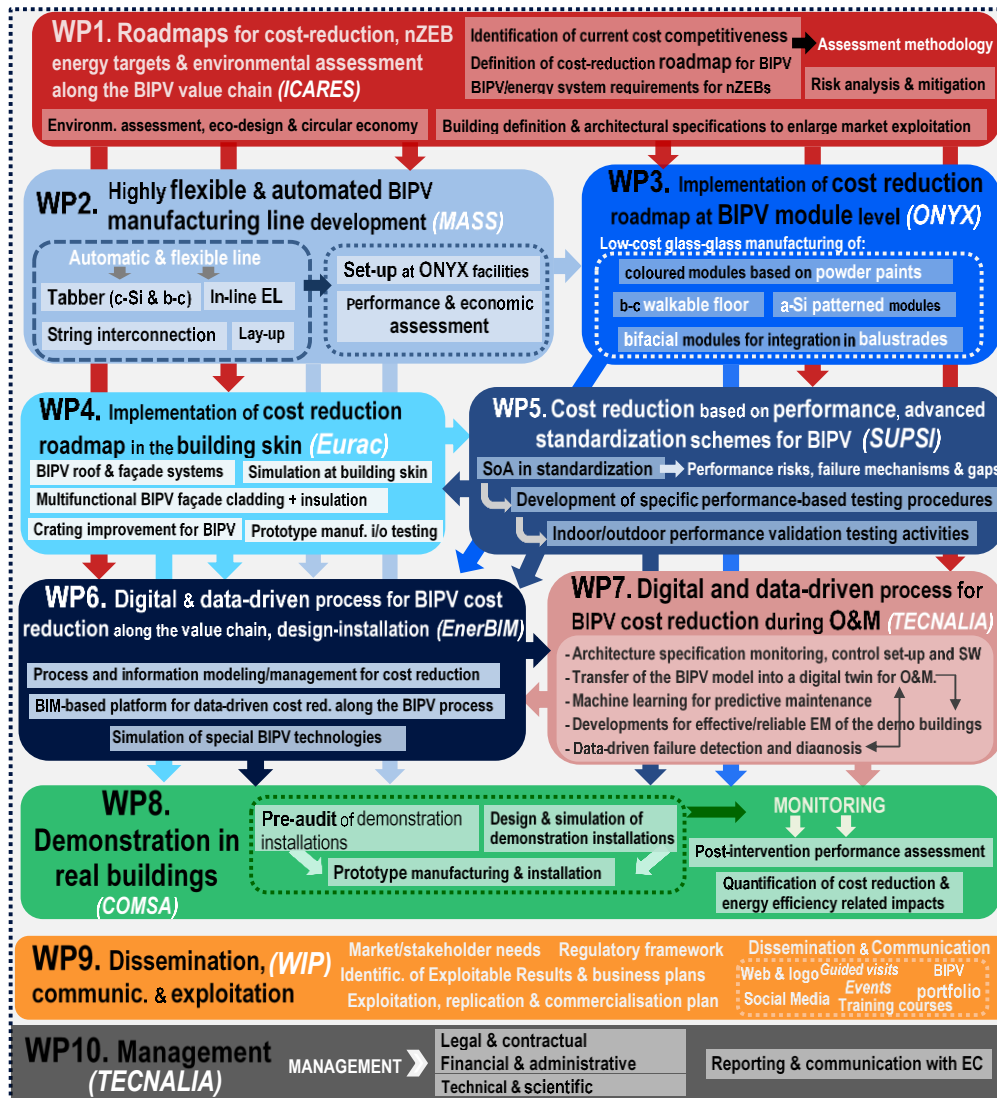 WP1. Roadmaps for cost-reduction, nZEB
energy targets & environmental assessment
along the BIPV value chain (ICARES)
Identification of current cost competitiveness
Definition of cost-reduction roadmap for BIPV
BIPV/energy system requirements for nZEBs
Assessment methodology
Risk analysis & mitigation
Environm. assessment, eco-design & circular economy
Building definition & architectural specifications to enlarge market exploitation
WP2. Highly flexible & automated BIPV
manufacturing line development (MASS)
Automatic & flexible line
Tabber (c-Si & b-c)
In-line EL
String interconnection
Lay-up
Set-up at ONYX facilities
Performance & economic
assessment
WP3. Implementation of cost reduction
roadmap at BIPV module level (ONYX)
Low-cost glass-glass manufacturing of:
coloured modules based on powder paints
b-c walkable floor
a-Si patterned modules
bifacial modules for integration in balustrades
WP4. Implementation of cost reduction
roadmap in the building skin (Eurac)
BIPV roof & façade systems
Simulation at building skin
Multifunctional BIPV façade cladding + insulation
Crating improvement for BIPV
Prototype manuf. i/o testing
WP5. Cost reduction based on performance, advanced
standardization schemes for BIPV (SUPSI)
SoA in standardization
Performance risks, failure mechanisms & gaps
Development of specific performance-based testing procedures
Indoor/outdoor performance validation testing activities
WP6. Digital & data-driven process for BIPV cost
reduction along the value chain, design-installation (EnerBIM)
Process and information modeling/management for cost reduction
BIM-based platform for data-driven cost red. along the BIPV process
Simulation of special BIPV technologies
WP7. Digital and data-driven process for
BIPV cost reduction during O&M (TECNALIA)
- Architecture specification monitoring, control set-up and SW
- Transfer of the BIPV model into a digital twin for O&M.
- Machine learning for predictive maintenance
- Developments for effective/reliable EM of the demo buildings
- Data-driven failure detection and diagnosis
WP8.
Demonstration in
real buildings
(COMSA)
Pre-audit of demonstration
installations
Design & simulation of
demonstration installations
Prototype manufacturing & installation
MONITORING
Post-intervention performance assessment
Quantification of cost reduction &
energy efficiency related impacts
WP9. Dissemination, (WIP)
communic. & exploitation
Market/stakeholder needs
Regulatory framework
Identific. of Exploitable Results & business plans
Exploitation, replication & commercialisation plan
Dissemination & Communication
Web & logo
Guided visits
BIPV
portfolio
Events
Social Media
Training courses
WP10. Management
(TECNALIA)
MANAGEMENT
Legal & contractual
Financial & administrative
Technical & scientific
Reporting & communication with EC